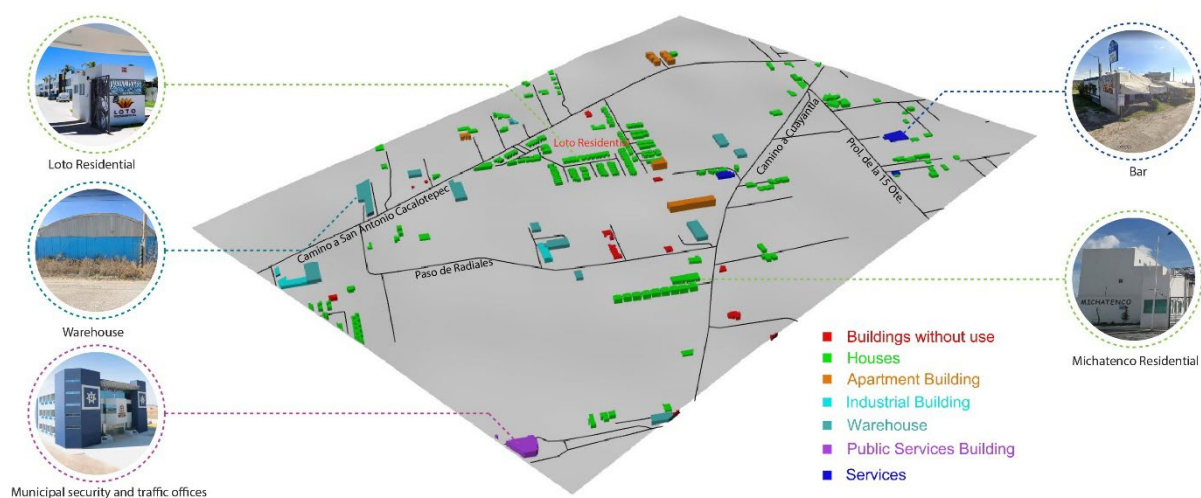 LOTO
Loto Residential
Warehouse
Municipal security and traffic offices
Loto Residential
Camino a San Antonio Cacalotepec
Paso de Radiales
Camino a Cuayantla
Prol. de la 15 Ote.
Bar
MICHATENCO
Michatenco Residential
Buildings without use
Houses
Apartment Building
Industrial Building
Warehouse
Public Services Building
Services